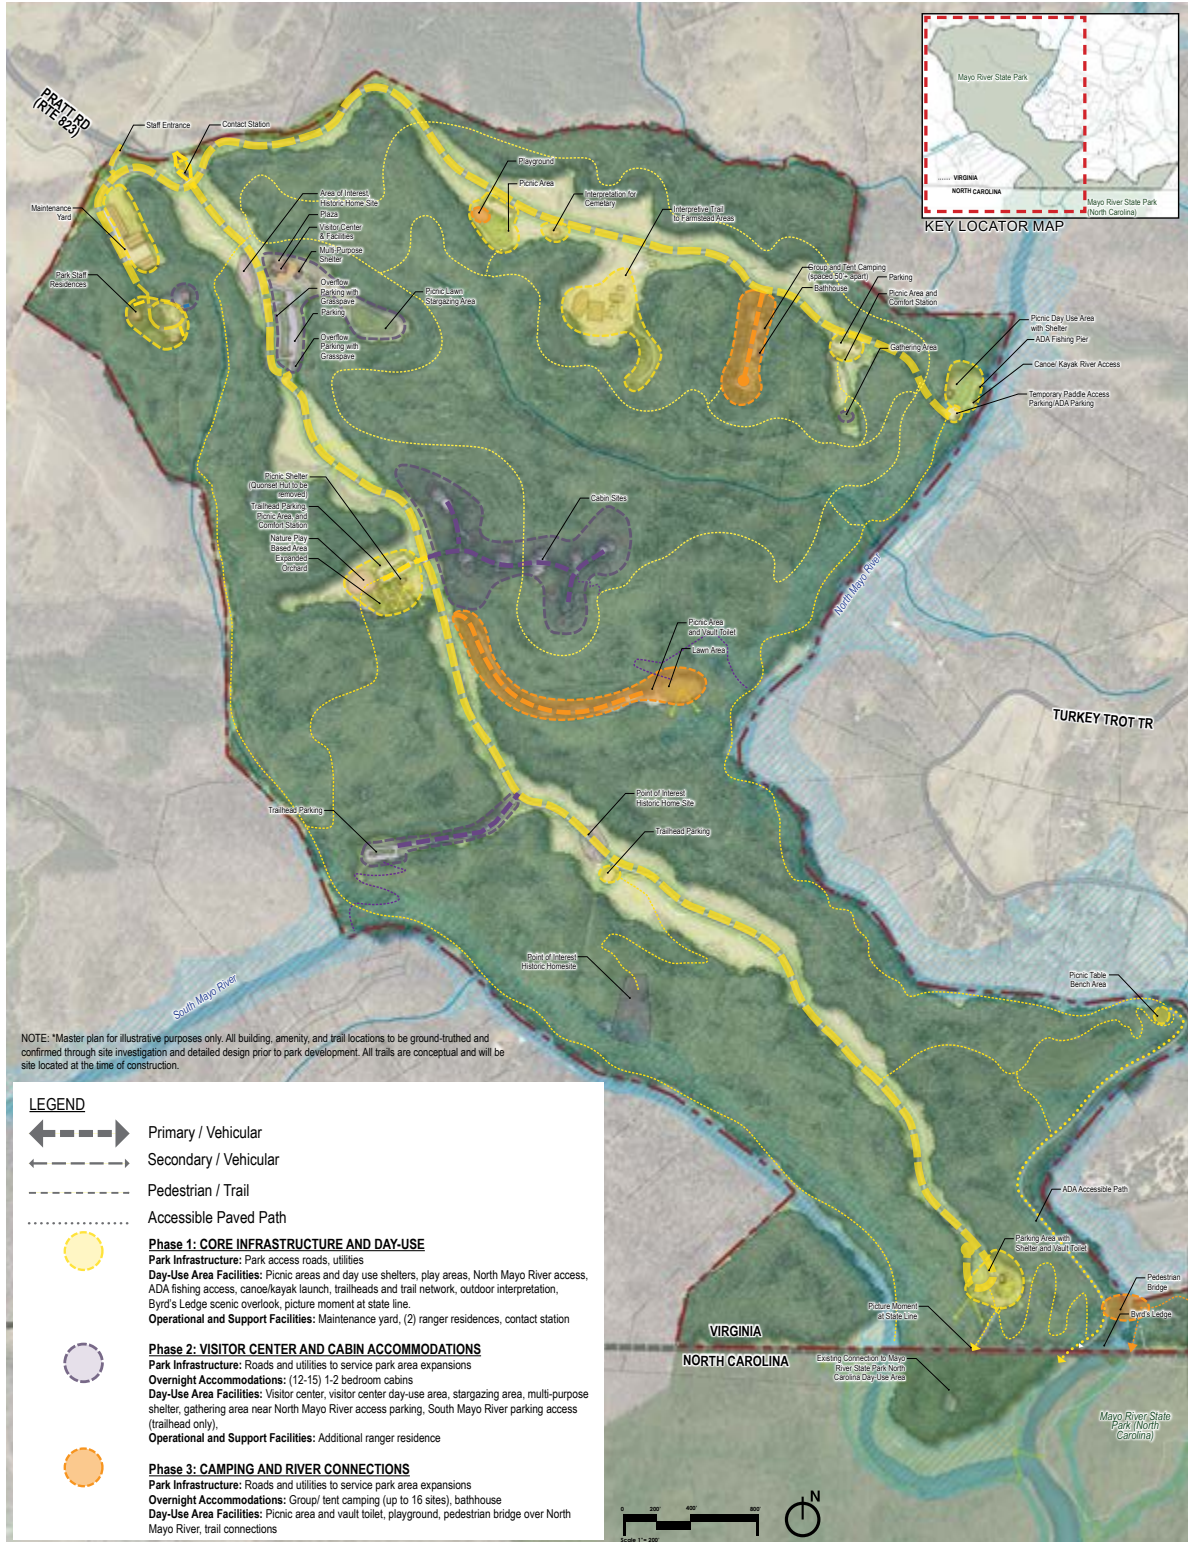 PRATT RD
(RTE 823)
Staff Entrance
Contact Station
Maintenance
Yard
Park Staff
Residences
Area of Interest,
Historic Home Site
Plaza
Visitor Center
& Facilities
Multi-Purpose
Shelter
Overflow
Parking with
Grasspave
Parking
Overflow
Parking with
Grasspave
Picnic Lawn
Stargazing Area
Playground
Picnic Area
Interpretation for
Cemetary
Interpretive Trail
to Farmstead Areas
Group and Tent Camping
(spaced 50'+ apart)
Bathhouse
Parking
Picnic Area and
Comfort Station
Gathering Area
Picnic Day Use Area
with Shelter
ADA Fishing Pier
Canoe/ Kayak River Access
Temporary Paddle Access
Parking/ADA Parking
Mayo River State Park
VIRGINIA
NORTH CAROLINA
Mayo River State Park
(North Carolina)
KEY LOCATOR MAP
Picnic Shelter
(Quonset Hut to be
removed)
Trailhead Parking,
Picnic Area, and
Comfort Station
Nature Play
Based Area
Expanded
Orchard
Cabin Sites
North Mayo River
Picnic Area
and Vault Toilet
Lawn Area
TURKEY TROT TR
Trailhead Parking
Point of Interest
Historic Home Site
Trailhead Parking
Point of Interest
Historic Homesite
South Mayo River
Picnic Table
Bench Area
ADA Accessible Path
Parking Area with
Shelter and Vault Toilet
Pedestrian
Bridge
Byrd's Ledge
Picture Moment
at State Line
VIRGINIA
NORTH CAROLINA
Existing Connection to Mayo
River State Park North
Carolina Day-Use Area
Mayo River State
Park (North
Carolina)
NOTE: *Master plan for illustrative purposes only. All building, amenity, and trail locations to be ground-truthed and
confirmed through site investigation and detailed design prior to park development. All trails are conceptual and will be
site located at the time of construction.
LEGEND
Primary / Vehicular
Secondary / Vehicular
Pedestrian / Trail
Accessible Paved Path
Phase 1: CORE INFRASTRUCTURE AND DAY-USE
Park Infrastructure: Park access roads, utilities
Day-Use Area Facilities: Picnic areas and day use shelters, play areas, North Mayo River access,
ADA fishing access, canoe/kayak launch, trailheads and trail network, outdoor interpretation,
Byrd's Ledge scenic overlook, picture moment at state line.
Operational and Support Facilities: Maintenance yard, (2) ranger residences, contact station
Phase 2: VISITOR CENTER AND CABIN ACCOMMODATIONS
Park Infrastructure: Roads and utilities to service park area expansions
Overnight Accommodations: (12-15) 1-2 bedroom cabins
Day-Use Area Facilities: Visitor center, visitor center day-use area, stargazing area, multi-purpose
shelter, gathering area near North Mayo River access parking, South Mayo River parking access
(trailhead only),
Operational and Support Facilities: Additional ranger residence
Phase 3: CAMPING AND RIVER CONNECTIONS
Park Infrastructure: Roads and utilities to service park area expansions
Overnight Accommodations: Group/ tent camping (up to 16 sites), bathhouse
Day-Use Area Facilities: Picnic area and vault toilet, playground, pedestrian bridge over North
Mayo River, trail connections
0 200' 400' 800'
Scale 1"= 200'
N